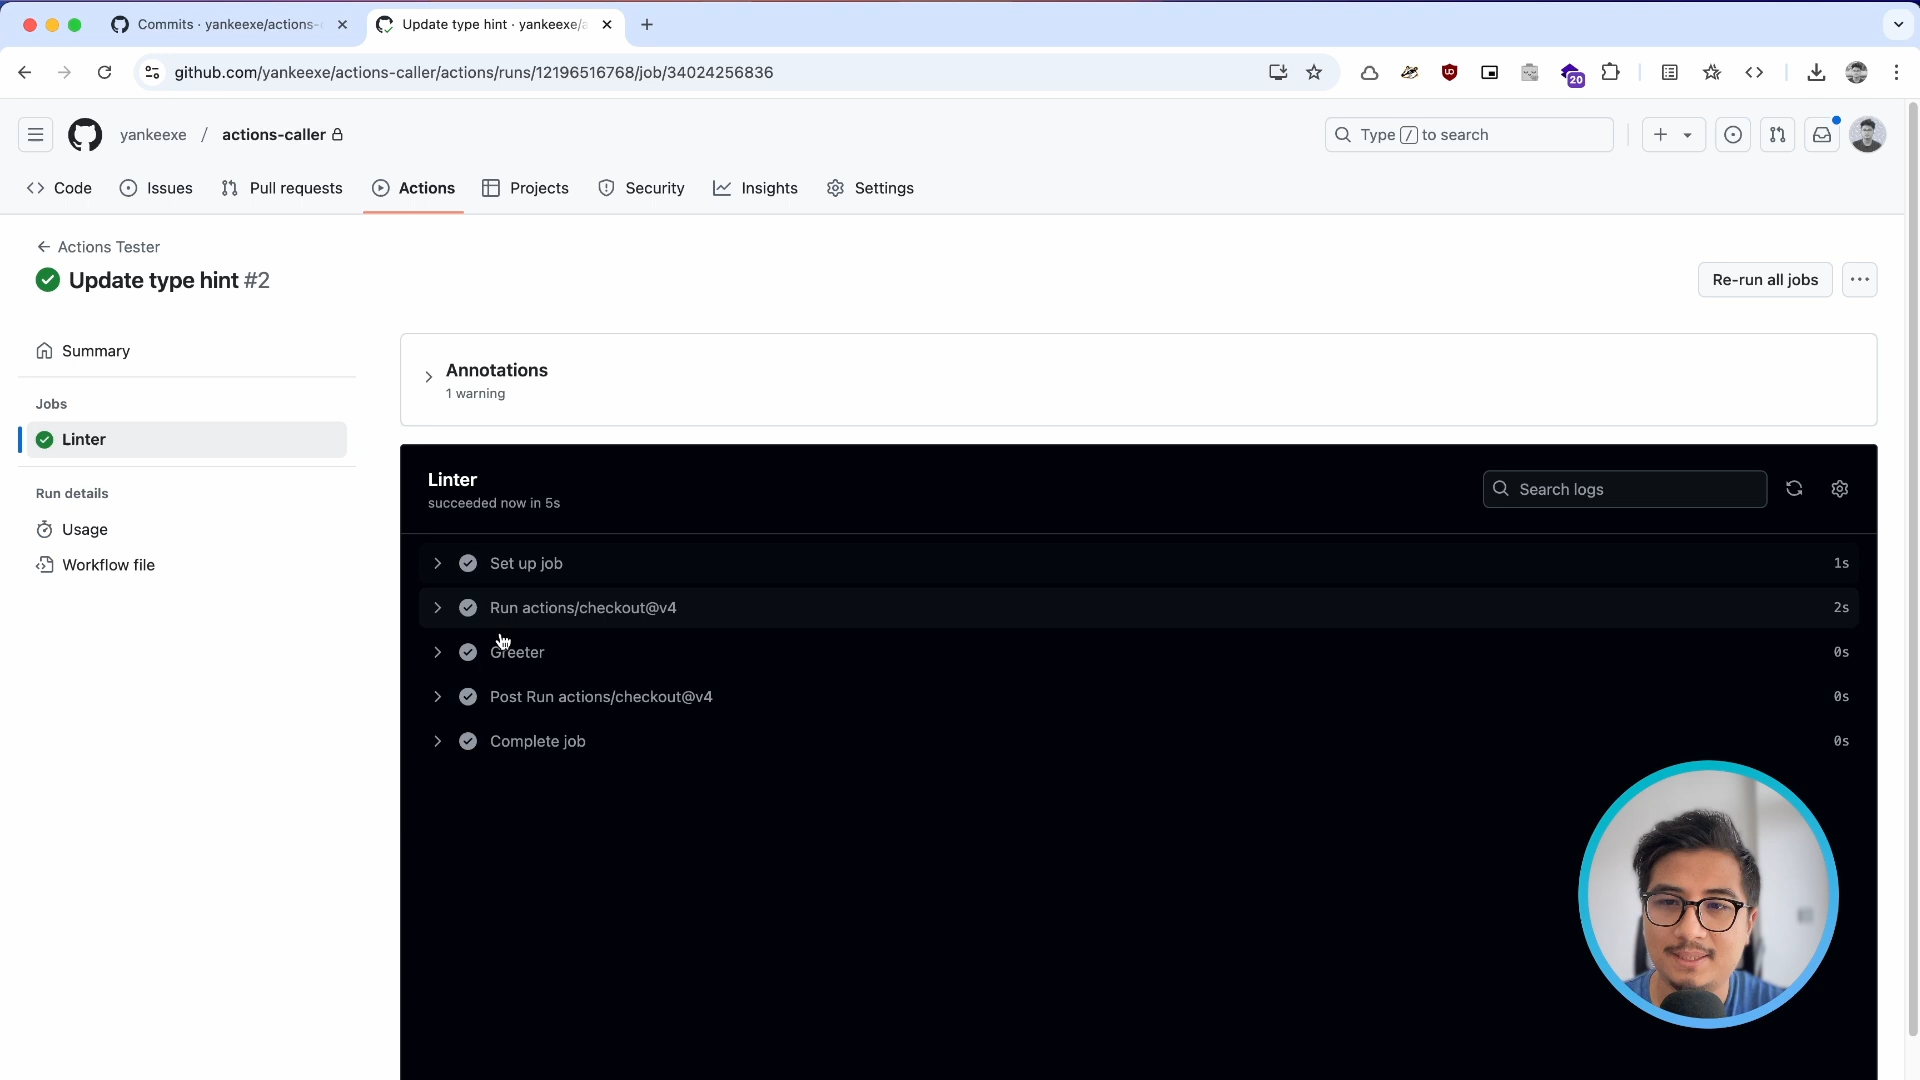 Commits · yankeexe/actions-
Update type hint · yankeexe/a
github.com/yankeexe/actions-caller/actions/runs/12196516768/job/34024256836
20
yankeexe / actions-caller
Type / to search
Code
Issues
Pull requests
Actions
Projects
Security
Insights
Settings
Actions Tester
Update type hint #2
Re-run all jobs
Summary
Jobs
Linter
Run details
Usage
Workflow file
Annotations
1 warning
Linter
succeeded now in 5s
Search logs
Set up job 1s
Run actions/checkout@v4 2s
Greeter 0s
Post Run actions/checkout@v4 0s
Complete job 0s